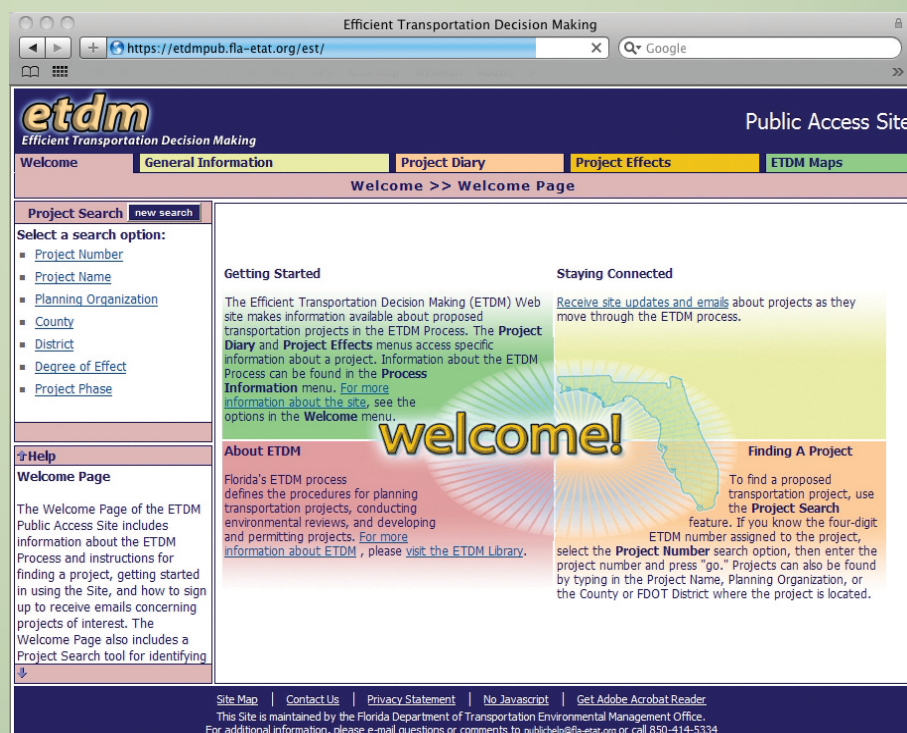 Efficient Transportation Decision Making
https://etdmpub.fla-etat.org/est/
Google
etdm
Efficient Transportation Decision Making
Public Access Site
Welcome
General Information
Project Diary
Project Effects
ETDM Maps
Welcome >> Welcome Page
Project Search new search
Select a search option:
Project Number
Project Name
Planning Organization
County
District
Degree of Effect
Project Phase
Help
Welcome Page
The Welcome Page of the ETDM
Public Access Site includes
information about the ETDM
Process and instructions for
finding a project, getting started
in using the Site, and how to sign
up to receive emails concerning
projects of interest. The
Welcome Page also includes a
Project Search tool for identifying
Getting Started
The Efficient Transportation Decision Making (ETDM) Web
site makes information available about proposed
transportation projects in the ETDM Process. The Project
Diary and Project Effects menus access specific
information about a project. Information about the ETDM
Process can be found in the Process
Information menu. For more
information about the site, see the
options in the Welcome menu.
Staying Connected
Receive site updates and emails about projects as they
move through the ETDM process.
welcome!
About ETDM
Florida's ETDM process
defines the procedures for planning
transportation projects, conducting
environmental reviews, and developing
and permitting projects. For more
information about ETDM , please visit the ETDM Library.
Finding A Project
To find a proposed
transportation project, use
the Project Search
feature. If you know the four-digit
ETDM number assigned to the project,
select the Project Number search option, then enter the
project number and press "go." Projects can also be found
by typing in the Project Name, Planning Organization, or
the County or FDOT District where the project is located.
Site Map | Contact Us | Privacy Statement | No Javascript | Get Adobe Acrobat Reader
This Site is maintained by the Florida Department of Transportation Environmental Management Office.
For additional information, please e-mail questions or comments to publichelp@fla-etat.org or call 850-414-5334